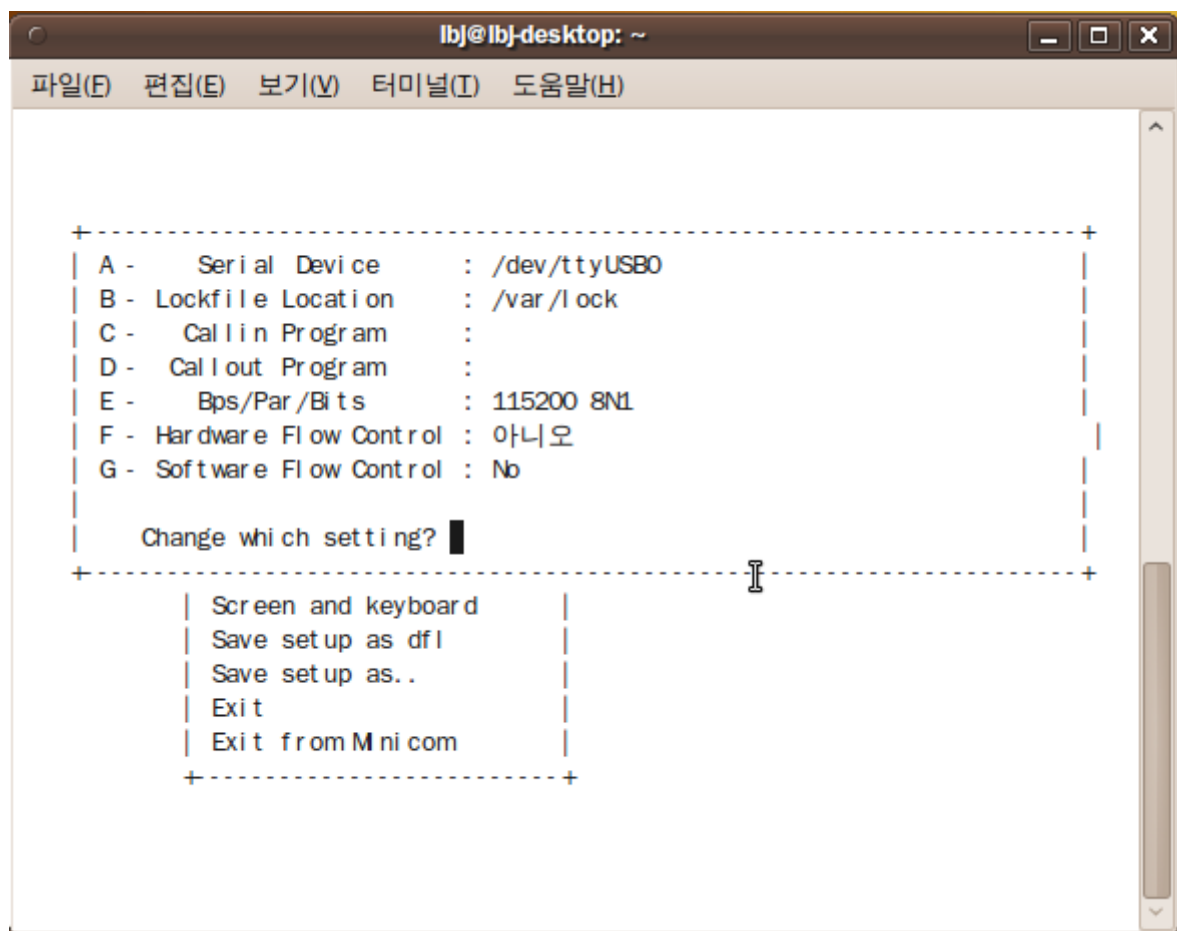 lbj@lbj-desktop: ~
파일(F) 편집(E) 보기(V) 터미널(T) 도움말(H)
+-----------------------------------------------------------------------+
| A -    Serial Device      : /dev/ttyUSB0                              |
| B - Lockfile Location     : /var/lock                                 |
| C -   Callin Program      :                                           |
| D -  Callout Program      :                                           |
| E -    Bps/Par/Bits       : 115200 8N1                                |
| F - Hardware Flow Control : 아니오                                       |
| G - Software Flow Control : No                                        |
|                                                                       |
|    Change which setting?                                              |
+-----------------------------------------------------------------------+
| Screen and keyboard      |
| Save setup as dfl        |
| Save setup as..          |
| Exit                     |
| Exit from Minicom        |
+--------------------------+